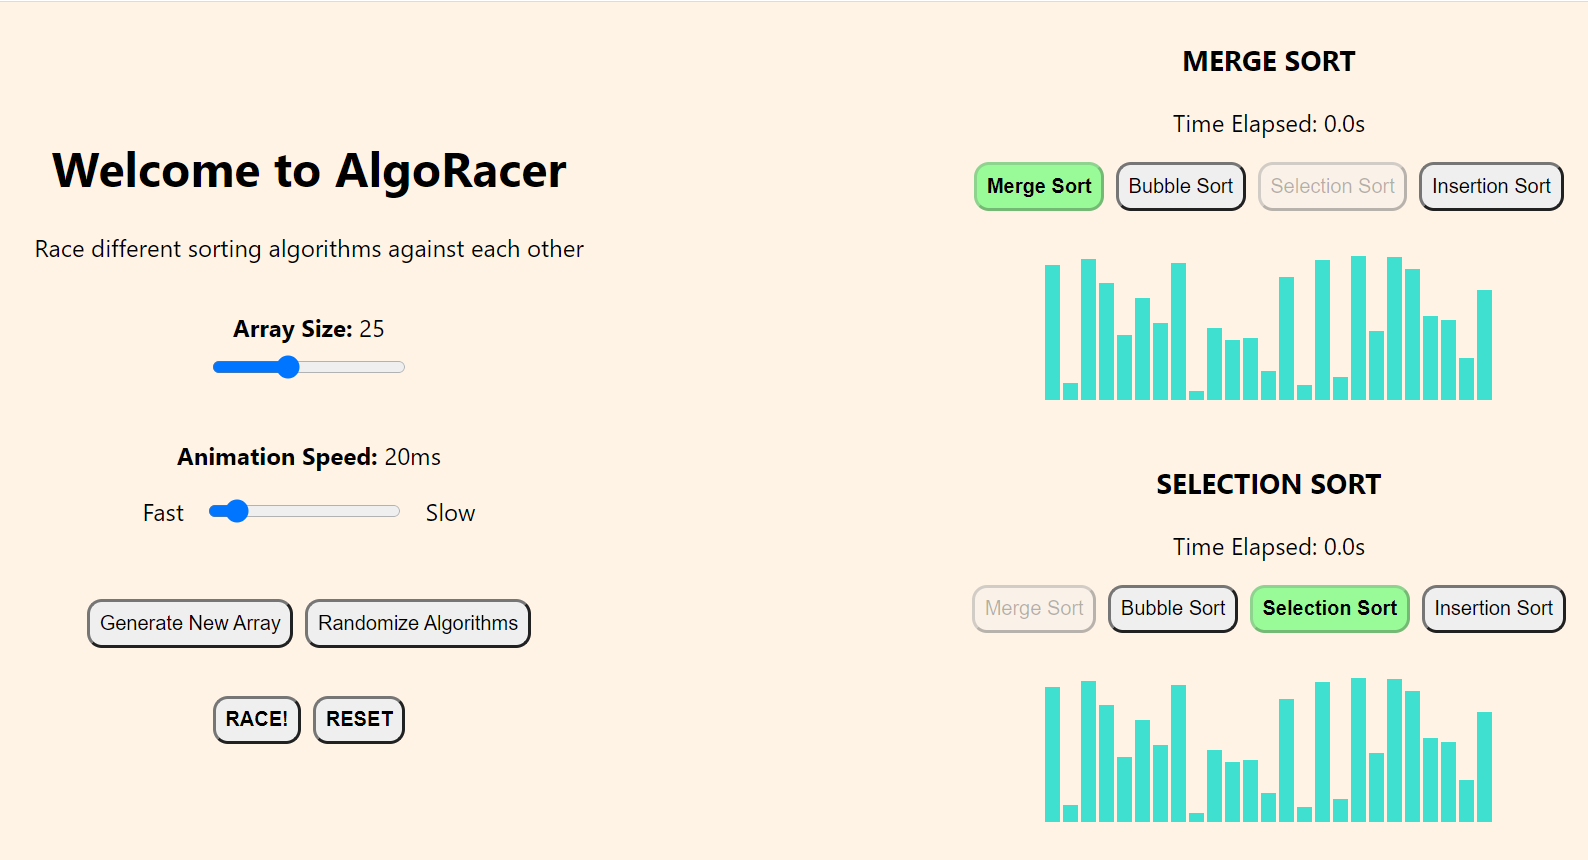 Welcome to AlgoRacer
Race different sorting algorithms against each other
Array Size: 25
Animation Speed: 20ms
Fast Slow
Generate New Array Randomize Algorithms
RACE! RESET
MERGE SORT
Time Elapsed: 0.0s
Merge Sort Bubble Sort Selection Sort Insertion Sort
SELECTION SORT
Time Elapsed: 0.0s
Merge Sort Bubble Sort Selection Sort Insertion Sort